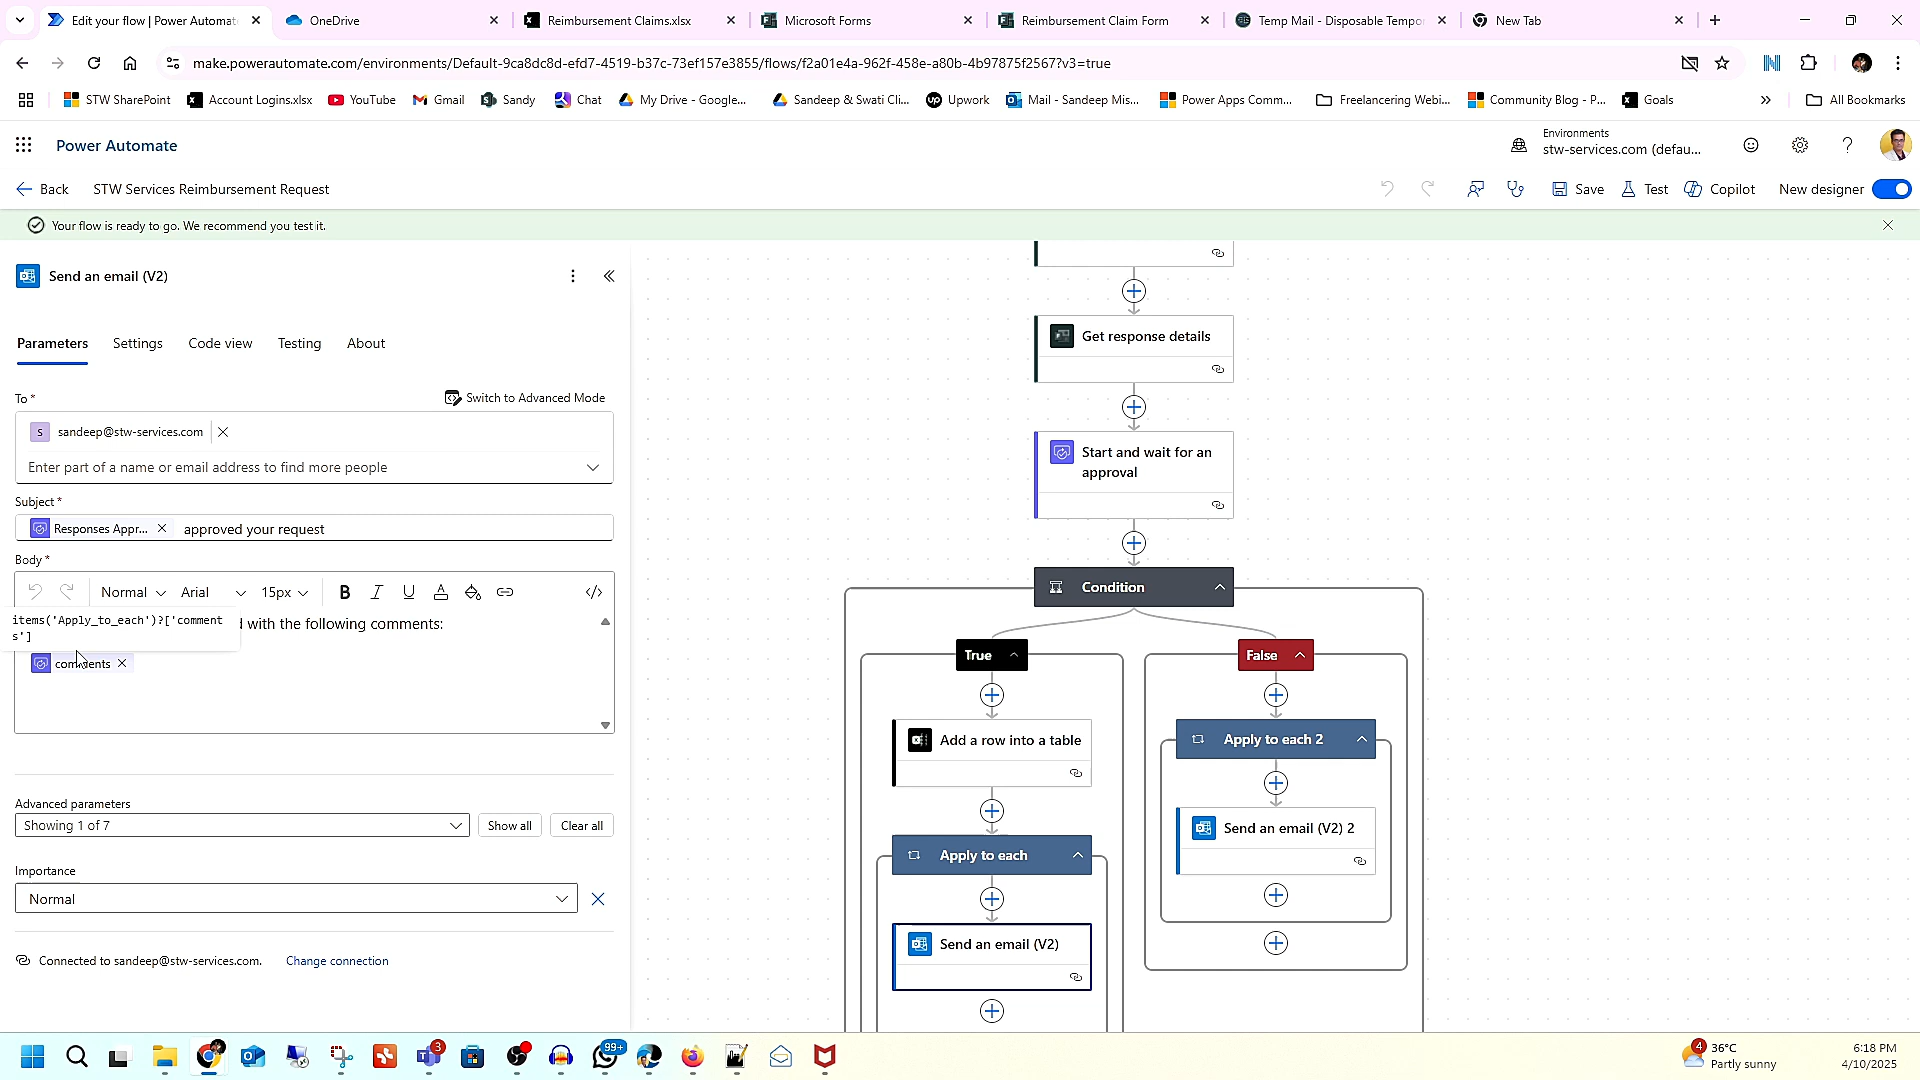 Edit your flow | Power Automate
OneDrive
Reimbursement Claims.xlsx
Microsoft Forms
Reimbursement Claim Form
Temp Mail - Disposable Tempor
New Tab
make.powerautomate.com/environments/Default-9ca8dc8d-efd7-4519-b37c-73ef157e3855/flows/f2a01e4a-962f-458e-a80b-4b97875f2567?v3=true
STW SharePoint
Account Logins.xlsx
YouTube
Gmail
Sandy
Chat
My Drive - Google...
Sandeep & Swati Cli...
Upwork
Mail - Sandeep Mis...
Power Apps Comm...
Freelancering Webi...
Community Blog - P...
Goals
All Bookmarks
Power Automate
Environments
stw-services.com (defau...
Back
STW Services Reimbursement Request
Save
Test
Copilot
New designer
Your flow is ready to go. We recommend you test it.
Send an email (V2)
Parameters
Settings
Code view
Testing
About
To *
Switch to Advanced Mode
S
sandeep@stw-services.com
Enter part of a name or email address to find more people
Subject *
Responses Appr...
approved your request
Body *
Normal
Arial
15px
B
I
U
A
items('Apply_to_each')?['comment
s']
d with the following comments:
comments
Advanced parameters
Showing 1 of 7
Show all
Clear all
Importance
Normal
Connected to sandeep@stw-services.com.
Change connection
Get response details
Start and wait for an
approval
Condition
True
False
Add a row into a table
Apply to each 2
Send an email (V2) 2
Apply to each
Send an email (V2)
3
99+
4
36°C
Partly sunny
6:18 PM
4/10/2025